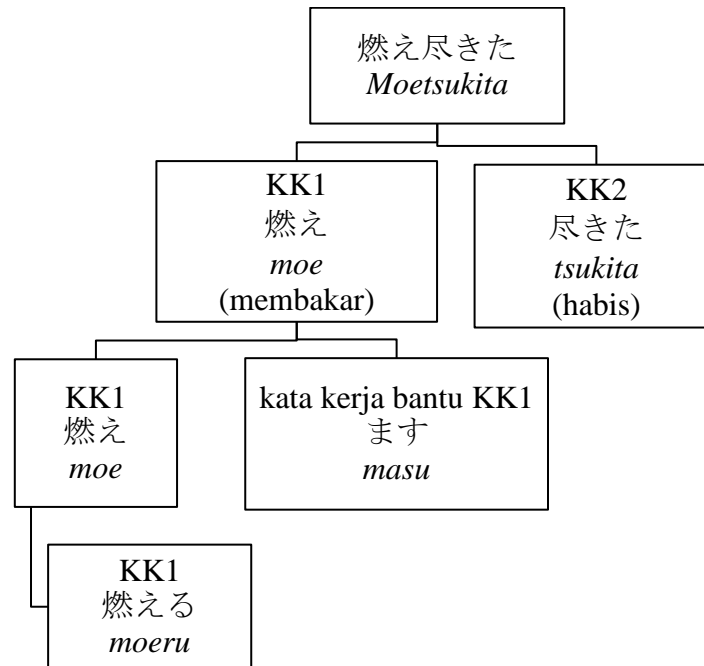 燃え尽きた
Moetsukita
KK1
燃え
moe
(membakar)
KK2
尽きた
tsukita
(habis)
KK1
燃え
moe
kata kerja bantu KK1
ます
masu
KK1
燃える
moeru